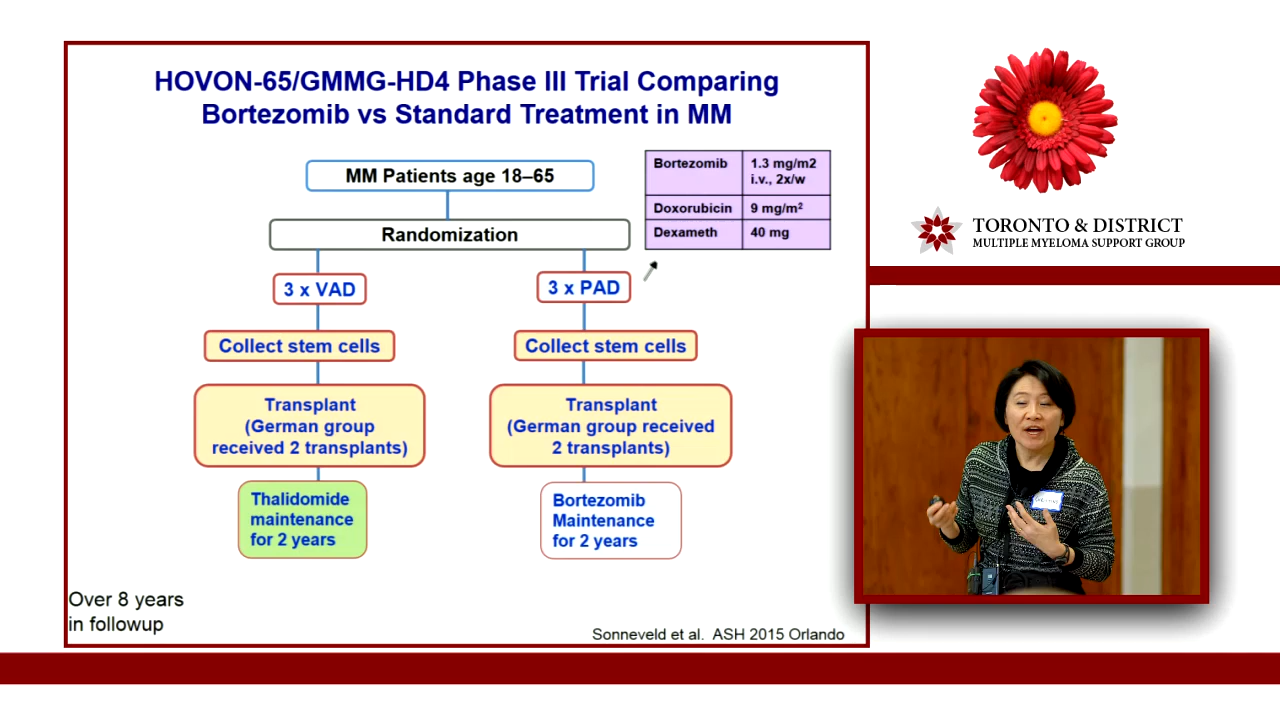 HOVON-65/GMMG-HD4 Phase III Trial Comparing
Bortezomib vs Standard Treatment in MM
MM Patients age 18–65
Randomization
Bortezomib 1.3 mg/m2
i.v., 2x/w
Doxorubicin 9 mg/m²
Dexameth 40 mg
3 x VAD
3 x PAD
Collect stem cells
Collect stem cells
Transplant
(German group
received 2 transplants)
Transplant
(German group received
2 transplants)
Thalidomide
maintenance
for 2 years
Bortezomib
Maintenance
for 2 years
Over 8 years
in followup
Sonneveld et al. ASH 2015 Orlando
TORONTO & DISTRICT
MULTIPLE MYELOMA SUPPORT GROUP